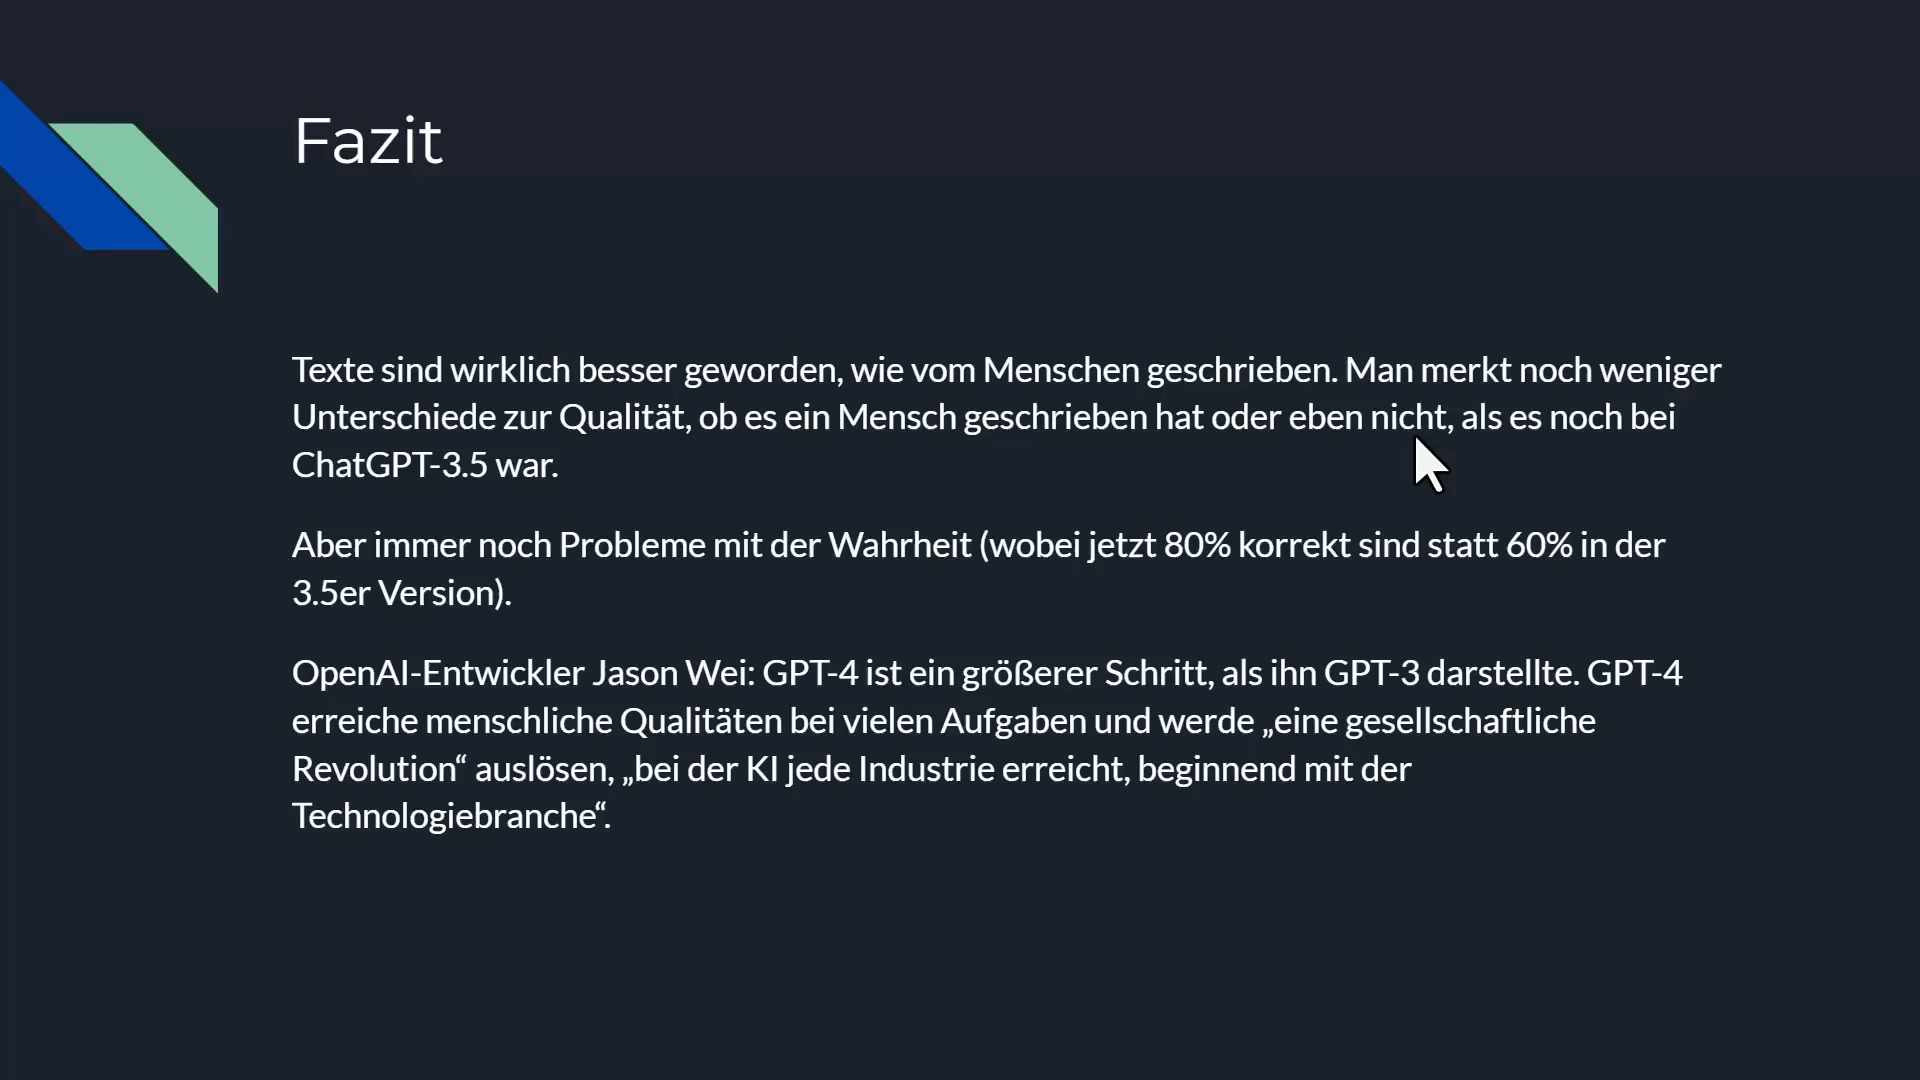 Fazit
Texte sind wirklich besser geworden, wie vom Menschen geschrieben. Man merkt noch weniger
Unterschiede zur Qualität, ob es ein Mensch geschrieben hat oder eben nicht, als es noch bei
ChatGPT-3.5 war.
Aber immer noch Probleme mit der Wahrheit (wobei jetzt 80% korrekt sind statt 60% in der
3.5er Version).
OpenAI-Entwickler Jason Wei: GPT-4 ist ein größerer Schritt, als ihn GPT-3 darstellte. GPT-4
erreiche menschliche Qualitäten bei vielen Aufgaben und werde „eine gesellschaftliche
Revolution“ auslösen, „bei der KI jede Industrie erreicht, beginnend mit der
Technologiebranche“.